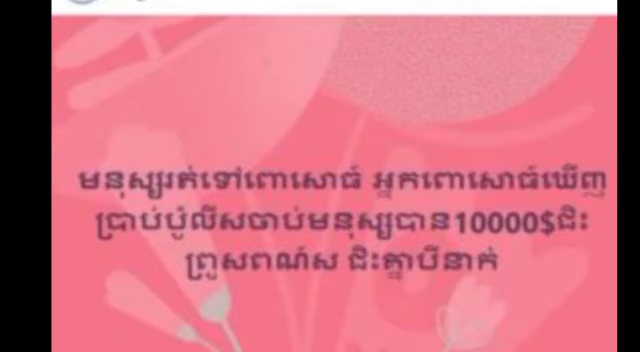 មនុស្សរត់ទៅពោសោធ៍ អ្នកពោសោធ៍ឃើញ
ប្រាប់ប៉ូលីសចាប់មនុស្សបាន10000$ជិះ
ព្រូសពណ៌ស ជិះគ្នាបីនាក់